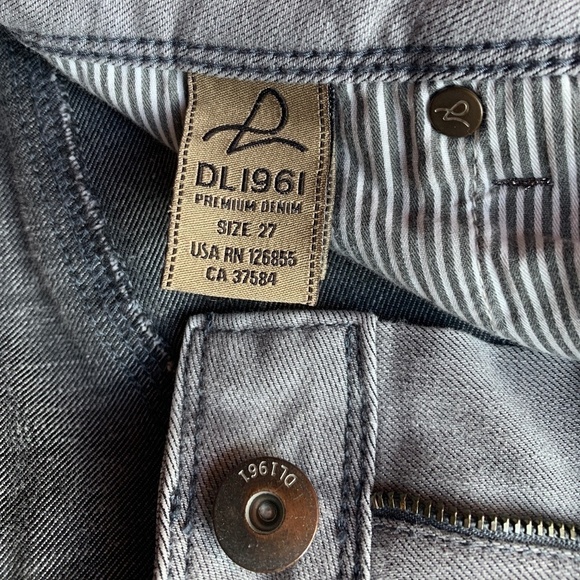 DL1961
PREMIUM DENIM
SIZE 27
USA RN 126855
CA 37584
DL1961